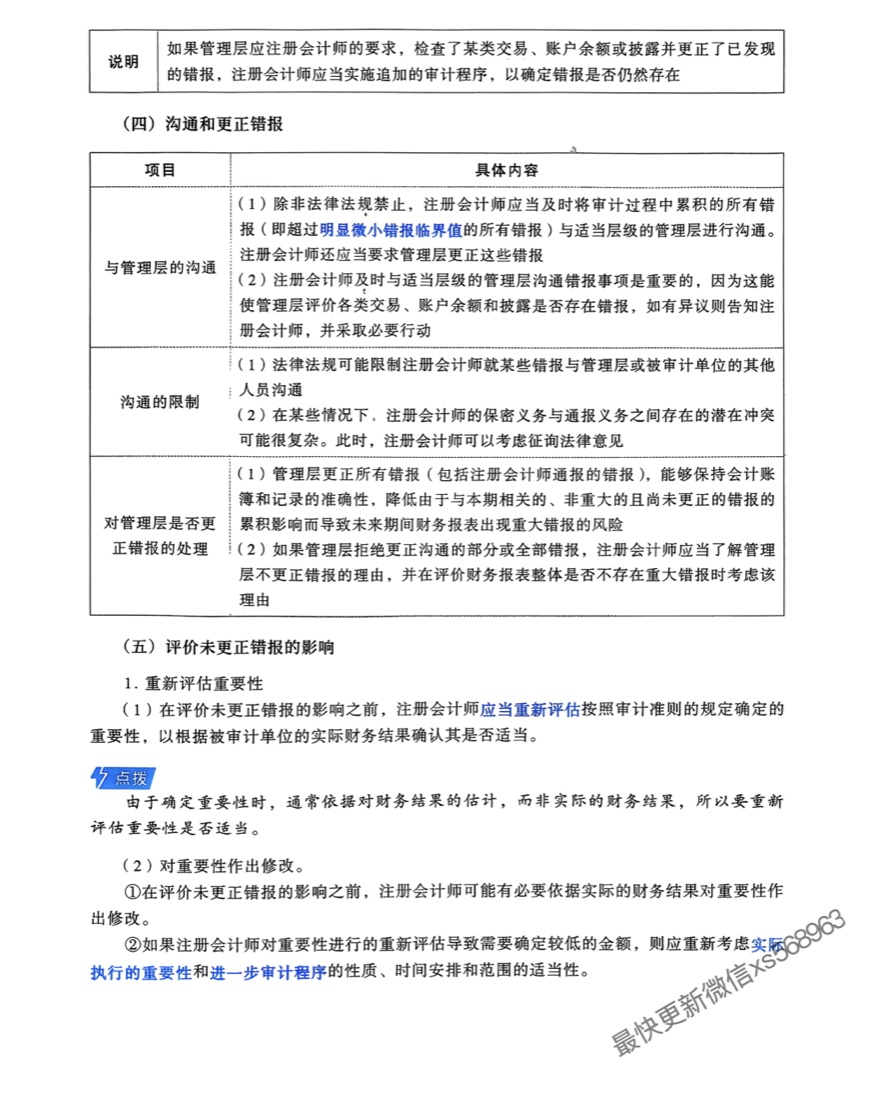 说明
如果管理层应注册会计师的要求，检查了某类交易、账户余额或披露并更正了已发现
的错报，注册会计师应当实施追加的审计程序，以确定错报是否仍然存在
（四）沟通和更正错报
项目
具体内容
与管理层的沟通
（1）除非法律法规禁止，注册会计师应当及时将审计过程中累积的所有错
报（即超过明显微小错报临界值的所有错报）与适当层级的管理层进行沟通。
注册会计师还应当要求管理层更正这些错报
（2）注册会计师及时与适当层级的管理层沟通错报事项是重要的，因为这能
使管理层评价各类交易、账户余额和披露是否存在错报，如有异议则告知注
册会计师，并采取必要行动
沟通的限制
（1）法律法规可能限制注册会计师就某些错报与管理层或被审计单位的其他
人员沟通
（2）在某些情况下，注册会计师的保密义务与通报义务之间存在的潜在冲突
可能很复杂。此时，注册会计师可以考虑征询法律意见
对管理层是否更
正错报的处理
（1）管理层更正所有错报（包括注册会计师通报的错报），能够保持会计账
簿和记录的准确性，降低由于与本期相关的、非重大的且尚未更正的错报的
累积影响而导致未来期间财务报表出现重大错报的风险
（2）如果管理层拒绝更正沟通的部分或全部错报，注册会计师应当了解管理
层不更正错报的理由，并在评价财务报表整体是否不存在重大错报时考虑该
理由
（五）评价未更正错报的影响
1. 重新评估重要性
（1）在评价未更正错报的影响之前，注册会计师应当重新评估按照审计准则的规定确定的
重要性，以根据被审计单位的实际财务结果确认其是否适当。
点拨
由于确定重要性时，通常依据对财务结果的估计，而非实际的财务结果，所以要重新
评估重要性是否适当。
（2）对重要性作出修改。
①在评价未更正错报的影响之前，注册会计师可能有必要依据实际的财务结果对重要性作
出修改。
②如果注册会计师对重要性进行的重新评估导致需要确定较低的金额，则应重新考虑实际
执行的重要性和进一步审计程序的性质、时间安排和范围的适当性。
最快更新微信xs568963